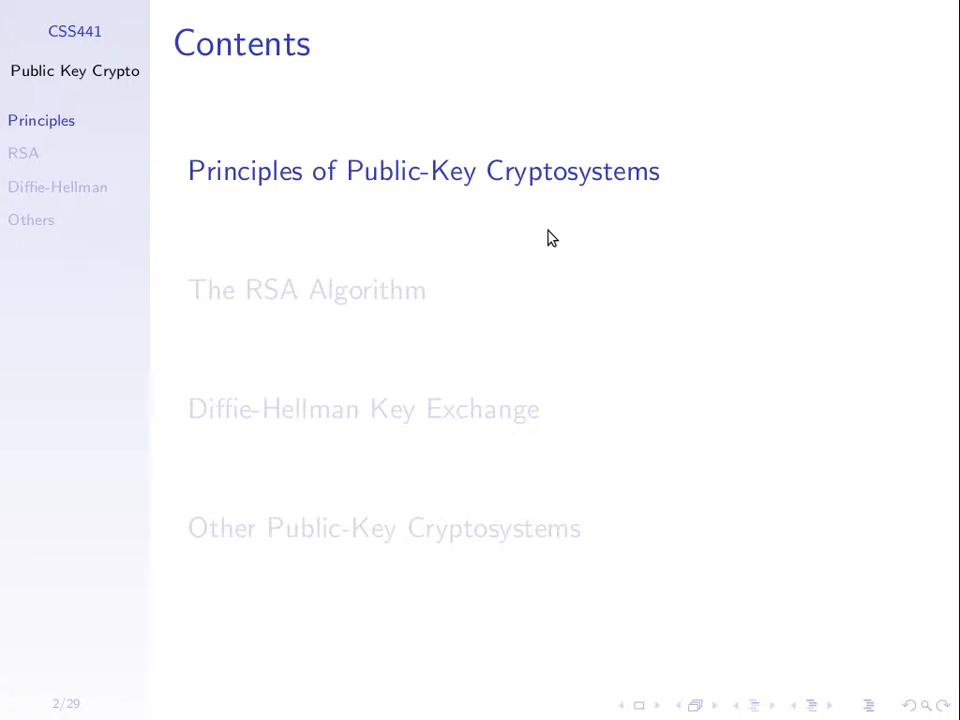 CSS441
Public Key Crypto
Principles
RSA
Diffie-Hellman
Others
Contents
Principles of Public-Key Cryptosystems
The RSA Algorithm
Diffie-Hellman Key Exchange
Other Public-Key Cryptosystems
2/29